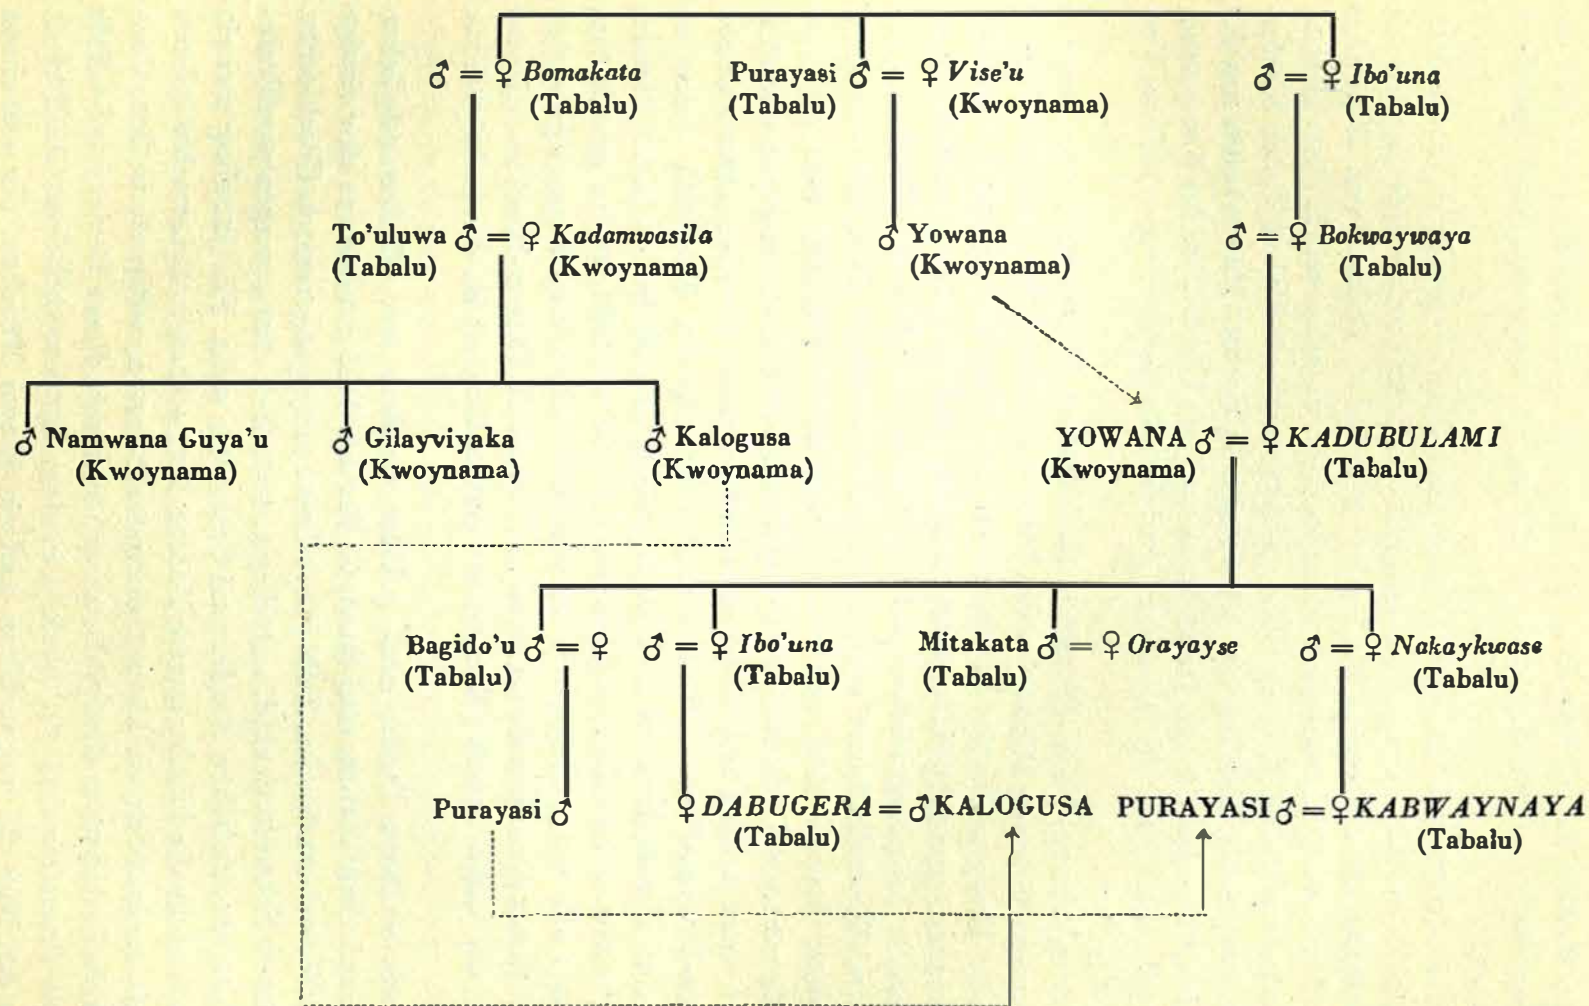 ♂ = ♀ Bomakata Purayasi ♂ = ♀ Vise'u ♂ = ♀ Ibo'una
(Tabalu) (Tabalu) (Kwoynama) (Tabalu)
To'uluwa ♂ = ♀ Kadamwasila ♂ Yowana ♂ = ♀ Bokwaywaya
(Tabalu) (Kwoynama) (Kwoynama) (Tabalu)
♂ Namwana Guya'u ♂ Gilayviyaka ♂ Kalogusa YOWANA ♂ = ♀ KADUBULAMI
(Kwoynama) (Kwoynama) (Kwoynama) (Kwoynama) (Tabalu)
Bagido'u ♂ = ♀ ♂ = ♀ Ibo'una Mitakata ♂ = ♀ Orayayse ♂ = ♀ Nakaykwase
(Tabalu) (Tabalu) (Tabalu) (Tabalu)
Purayasi ♂ ♀ DABUGERA = ♂ KALOGUSA PURAYASI ♂ = ♀ KABWAYNAYA
(Tabalu) (Tabalu)